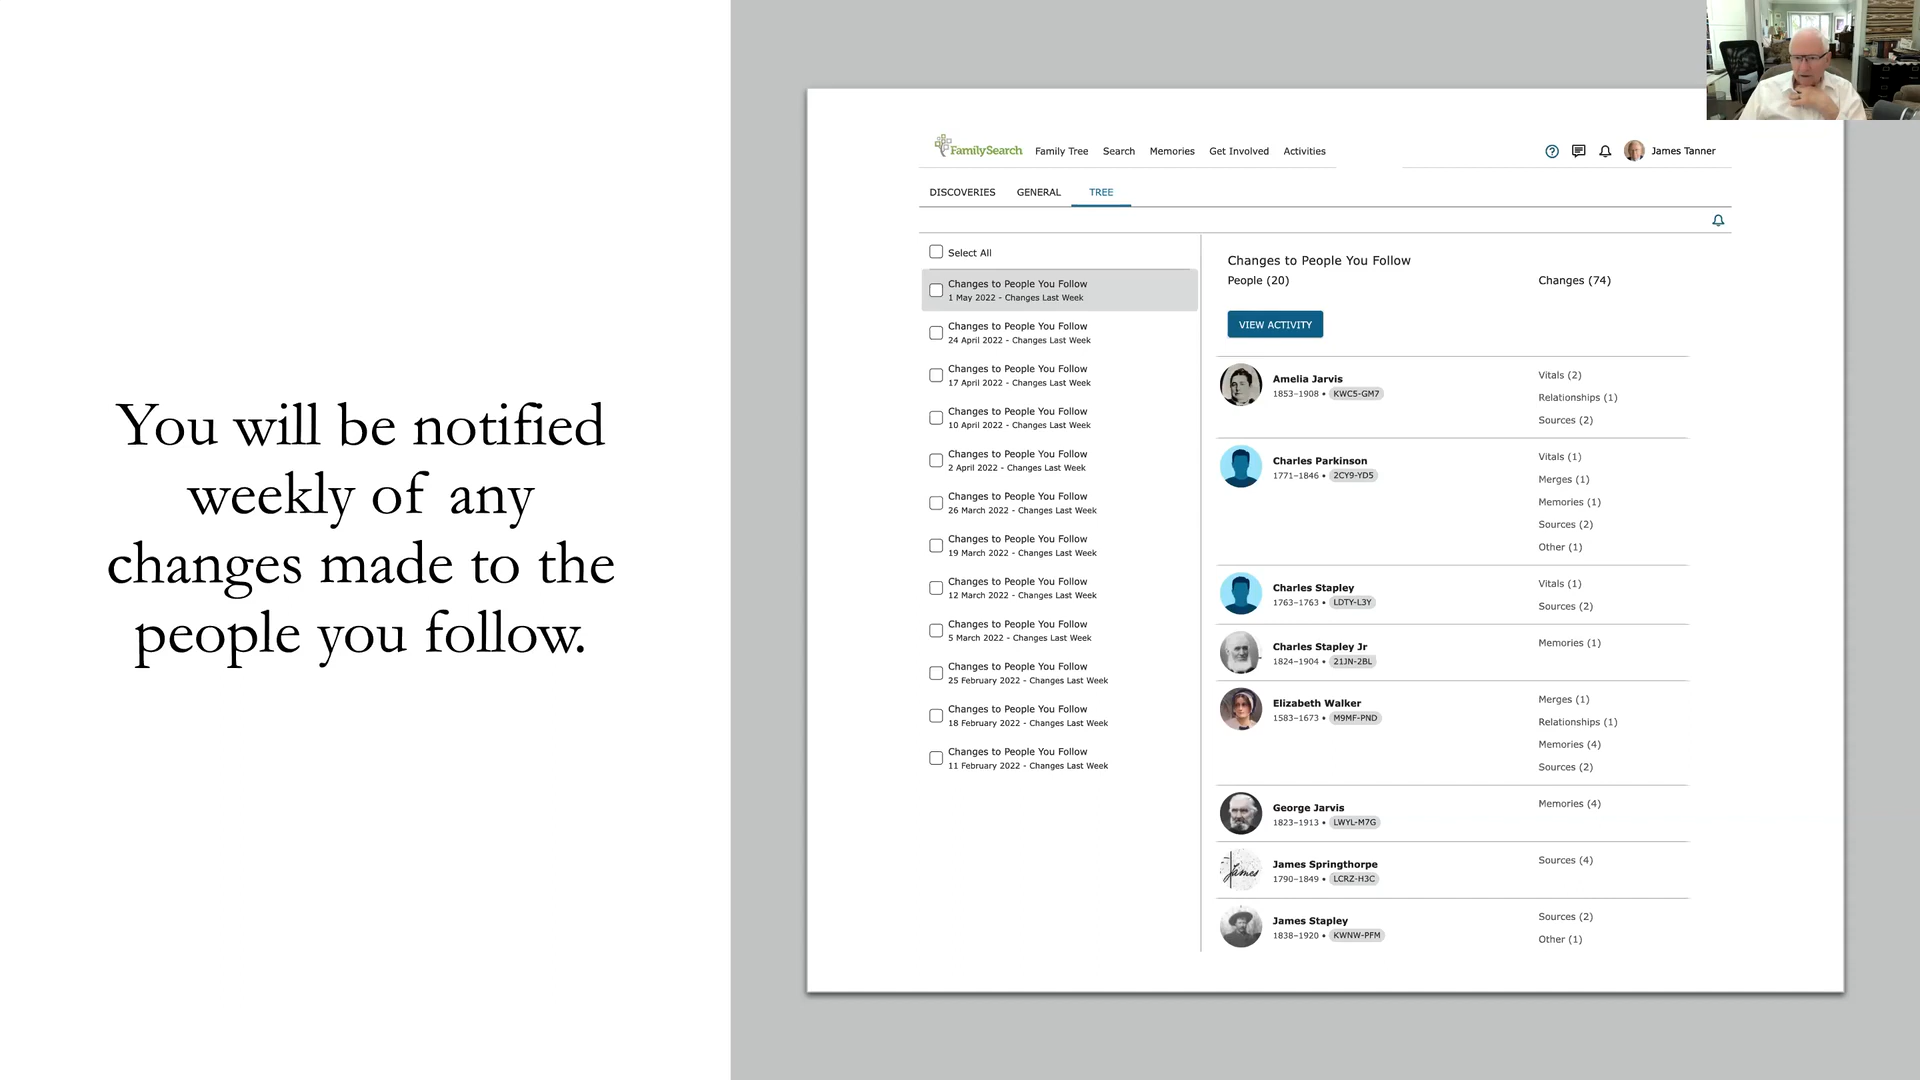 You will be notified
weekly of any
changes made to the
people you follow.
FamilySearch Family Tree Search Memories Get Involved Activities
James Tanner
DISCOVERIES GENERAL TREE
Select All
Changes to People You Follow
1 May 2022 - Changes Last Week
Changes to People You Follow
24 April 2022 - Changes Last Week
Changes to People You Follow
17 April 2022 - Changes Last Week
Changes to People You Follow
10 April 2022 - Changes Last Week
Changes to People You Follow
2 April 2022 - Changes Last Week
Changes to People You Follow
26 March 2022 - Changes Last Week
Changes to People You Follow
19 March 2022 - Changes Last Week
Changes to People You Follow
12 March 2022 - Changes Last Week
Changes to People You Follow
5 March 2022 - Changes Last Week
Changes to People You Follow
25 February 2022 - Changes Last Week
Changes to People You Follow
18 February 2022 - Changes Last Week
Changes to People You Follow
11 February 2022 - Changes Last Week
Changes to People You Follow
People (20) Changes (74)
VIEW ACTIVITY
Amelia Jarvis
1853–1908 • KWC5-GM7
Vitals (2)
Relationships (1)
Sources (2)
Charles Parkinson
1771–1846 • 2CY9-YD5
Vitals (1)
Merges (1)
Memories (1)
Sources (2)
Other (1)
Charles Stapley
1763–1763 • LDTY-L3Y
Vitals (1)
Sources (2)
Charles Stapley Jr
1824–1904 • 21JN-2BL
Memories (1)
Elizabeth Walker
1583–1673 • M9MF-PND
Merges (1)
Relationships (1)
Memories (4)
Sources (2)
George Jarvis
1823–1913 • LWYL-M7G
Memories (4)
James
James Springthorpe
1790–1849 • LCRZ-H3C
Sources (4)
James Stapley
1838–1920 • KWNW-PFM
Sources (2)
Other (1)